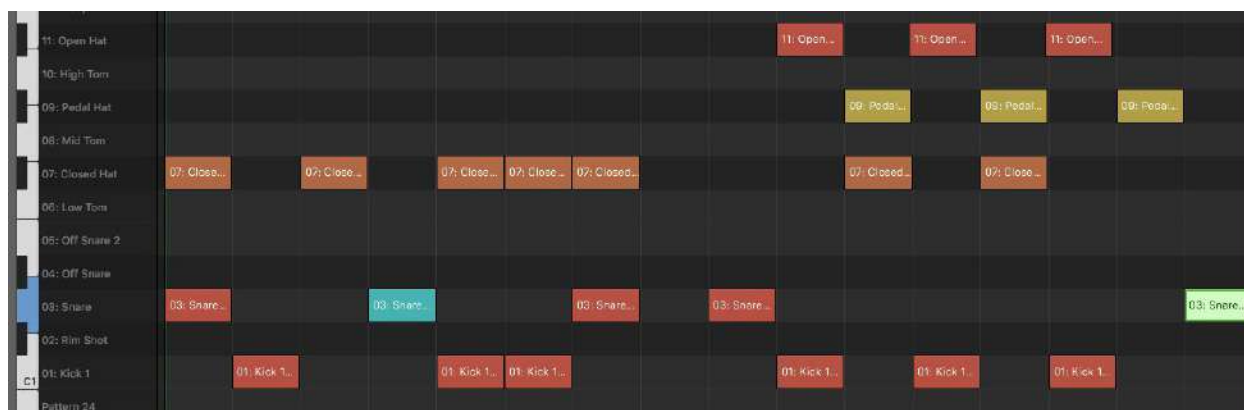 11: Open Hat 11: Open... 11: Open... 11: Open...
10: High Tom
09: Pedal Hat 09: Pedal... 09: Pedal... 09: Pedal...
08: Mid Tom
07: Closed Hat 07: Close... 07: Close... 07: Close... 07: Close... 07: Closed... 07: Closed... 07: Close...
06: Low Tom
05: Off Snare 2
04: Off Snare
03: Snare 03: Snare... 03: Snare... 03: Snare... 03: Snare... 03: Snare...
02: Rim Shot
C1 01: Kick 1 01: Kick 1... 01: Kick 1... 01: Kick 1... 01: Kick 1... 01: Kick 1... 01: Kick 1...
Pattern 24